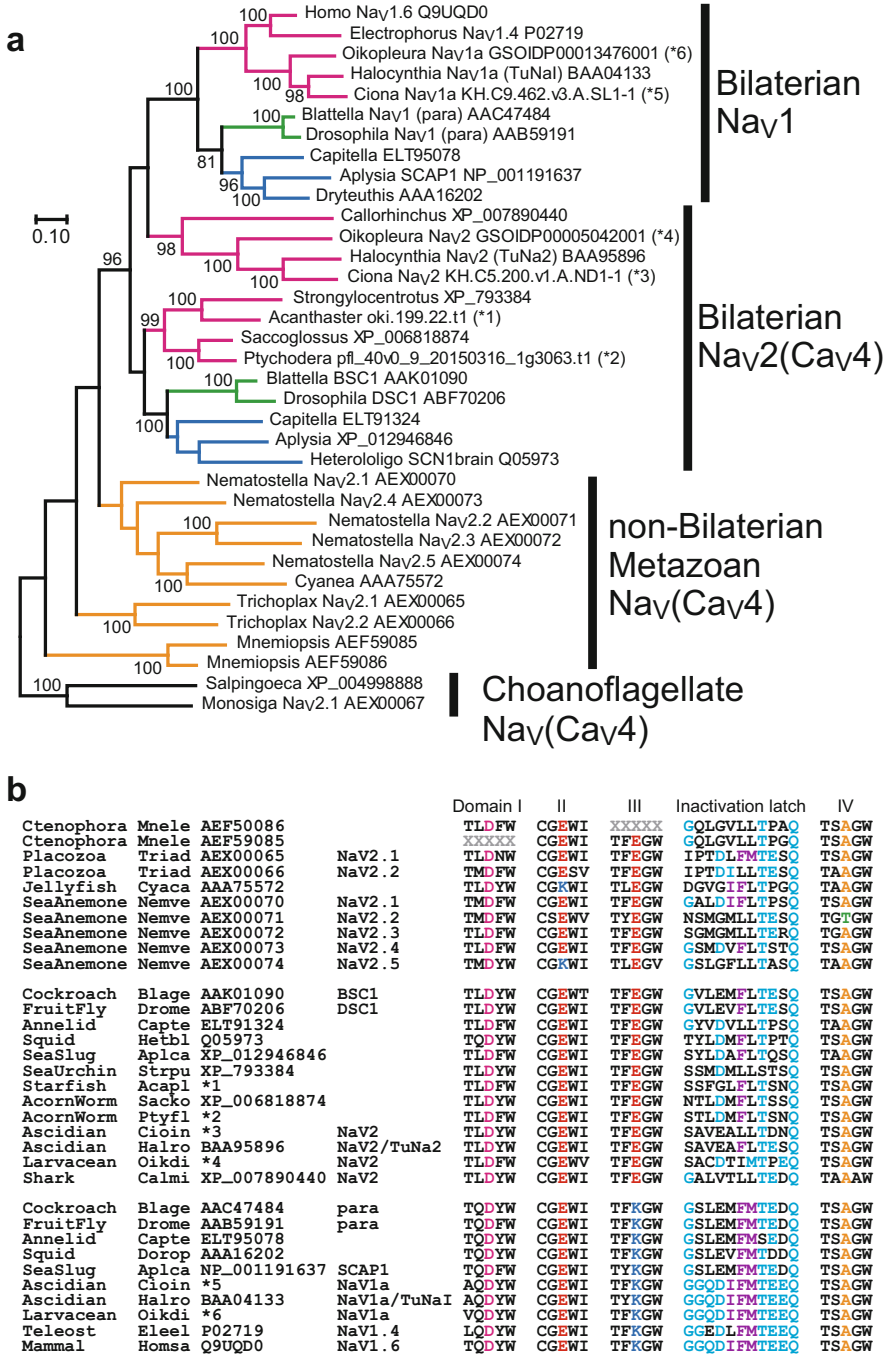 a
Homo NaV1.6 Q9UQD0
Electrophorus NaV1.4 P02719
Oikopleura NaV1a GSOIDP00013476001 (*6)
Halocynthia NaV1a (TuNaI) BAA04133
Ciona NaV1a KH.C9.462.v3.A.SL1-1 (*5)
Blattella NaV1 (para) AAC47484
Drosophila NaV1 (para) AAB59191
Capitella ELT95078
Aplysia SCAP1 NP_001191637
Dryteuthis AAA16202
Callorhinchus XP_007890440
Oikopleura NaV2 GSOIDP00005042001 (*4)
Halocynthia NaV2 (TuNa2) BAA95896
Ciona NaV2 KH.C5.200.v1.A.ND1-1 (*3)
Strongylocentrotus XP_793384
Acanthaster oki.199.22.t1 (*1)
Saccoglossus XP_006818874
Ptychodera pfl_40v0_9_20150316_1g3063.t1 (*2)
Blattella BSC1 AAK01090
Drosophila DSC1 ABF70206
Capitella ELT91324
Aplysia XP_012946846
Heterololigo SCN1brain Q05973
Nematostella NaV2.1 AEX00070
Nematostella NaV2.4 AEX00073
Nematostella NaV2.2 AEX00071
Nematostella NaV2.3 AEX00072
Nematostella NaV2.5 AEX00074
Cyanea AAA75572
Trichoplax NaV2.1 AEX00065
Trichoplax NaV2.2 AEX00066
Mnemiopsis AEF59085
Mnemiopsis AEF59086
Salpingoeca XP_004998888
Monosiga NaV2.1 AEX00067
100
100
100
100
98
100
81
96
100
0.10
96
98
100
100
100
99
100
100
100
100
100
100
100
100
Bilaterian
NaV1
Bilaterian
NaV2(CaV4)
non-Bilaterian
Metazoan
NaV(CaV4)
Choanoflagellate
NaV(CaV4)
b
Domain I II III Inactivation latch IV
Ctenophora Mnele AEF50086 TLDFW CGEWI XXXXX GQLGVLLTPAQ TSAGW
Ctenophora Mnele AEF59085 XXXXX CGEWI TFEGW GQLGVLLTPGQ TSAGW
Placozoa Triad AEX00065 NaV2.1 TLDNW CGEWI TFEGW IPTDLFMTESQ TSAGW
Placozoa Triad AEX00066 NaV2.2 TMDFW CGESV TFEGW IPTDILLTESQ TAAGW
Jellyfish Cyaca AAA75572 TMDYW CGKWI TLEGW DGVGIFLTPGQ TAAGW
SeaAnemone Nemve AEX00070 NaV2.1 TMDFW CGEWI TFEGW GALDIFLTPSQ TSAGW
SeaAnemone Nemve AEX00071 NaV2.2 TMDFW CSEWV TYEGW NSMGMLLTESQ TGTGW
SeaAnemone Nemve AEX00072 NaV2.3 TLDFW CGEWI TFEGW SGMGMLLTERQ TGAGW
SeaAnemone Nemve AEX00073 NaV2.4 TMDFW CGEWI TFEGW GSMDVFLTSTQ TAAGW
SeaAnemone Nemve AEX00074 NaV2.5 TMDYW CGKWI TLEGV GSLGFLLTASQ TAAGW
Cockroach Blage AAK01090 BSC1 TLDYW CGEWT TFEGW GVLEMFLTESQ TSAGW
FruitFly Drome ABF70206 DSC1 TLDYW CGEWI TFEGW GVLEVFLTESQ TSAGW
Annelid Capte ELT91324 TLDFW CGEWI TFEGW GYVDVLLTPSQ TAAGW
Squid Hetbl Q05973 TQDYW CGEWI TFEGW TYLDMFLTPTQ TSAGW
SeaSlug Aplca XP_012946846 TLDFW CGEWI TFEGW SYLDAFLTQSQ TAAGW
SeaUrchin Strpu XP_793384 TLDYW CGEWI TFEGW SSMDMLLSTSQ TSAGW
Starfish Acapl *1 TLDYW CGEWI TFEGW SSFGLFLTSNQ TSAGW
AcornWorm Sacko XP_006818874 TLDFW CGEWI TFEGW NTLDMFLTSQ TSAGW
AcornWorm Ptyfl *2 TLDFW CGEWI TFEGW STLDMFLTSNQ TSAGW
Ascidian Cioin *3 NaV2 TLDYW CGEWI TFEGW SAVEALLTDNQ TSAGW
Ascidian Halro BAA95896 NaV2/TuNa2 TLDYW CGEWI TFEGW SAVEAFLTESQ TSAGW
Larvacean Oikdi *4 NaV2 TLDFW CGEWV TFEGW SACDTIMTPEQ TSAGW
Shark Calmi XP_007890440 NaV2 TLDYW CGEWI TFEGW GALVTLLTEDQ TAAAW
Cockroach Blage AAC47484 para TQDYW CGEWI TFKGW GSLEMFMTEDQ TSAGW
FruitFly Drome AAB59191 para TQDFW CGEWI TFKGW GSLEMFMTEDQ TSAGW
Annelid Capte ELT95078 TQDYW CGEWI TFKGW GSLEMFMSEDQ TSAGW
Squid Dorop AAA16202 TQDYW CGEWI TFKGW GSLEVFMTDDQ TSAGW
SeaSlug Aplca NP_001191637 SCAP1 TQDFW CGEWI TYKGW GSLEMFMTEDQ TSAGW
Ascidian Cioin *5 NaV1a AQDYW CGEWI TFKGW GGQDIFMTEEQ TSAGW
Ascidian Halro BAA04133 NaV1a/TuNaI AQDYW CGEWI TYKGW GGQDIFMTEEQ TSAGW
Larvacean Oikdi *6 NaV1a VQDYW CGEWI TFKGW GGQDIFMTEEQ TSAGW
Teleost Eleel P02719 NaV1.4 LQDYW CGEWI TFKGW GGEDLFMTEEQ TSAGW
Mammal Homsa Q9UQD0 NaV1.6 TQDYW CGEWI TFKGW GGQDIFMTEEQ TSAGW